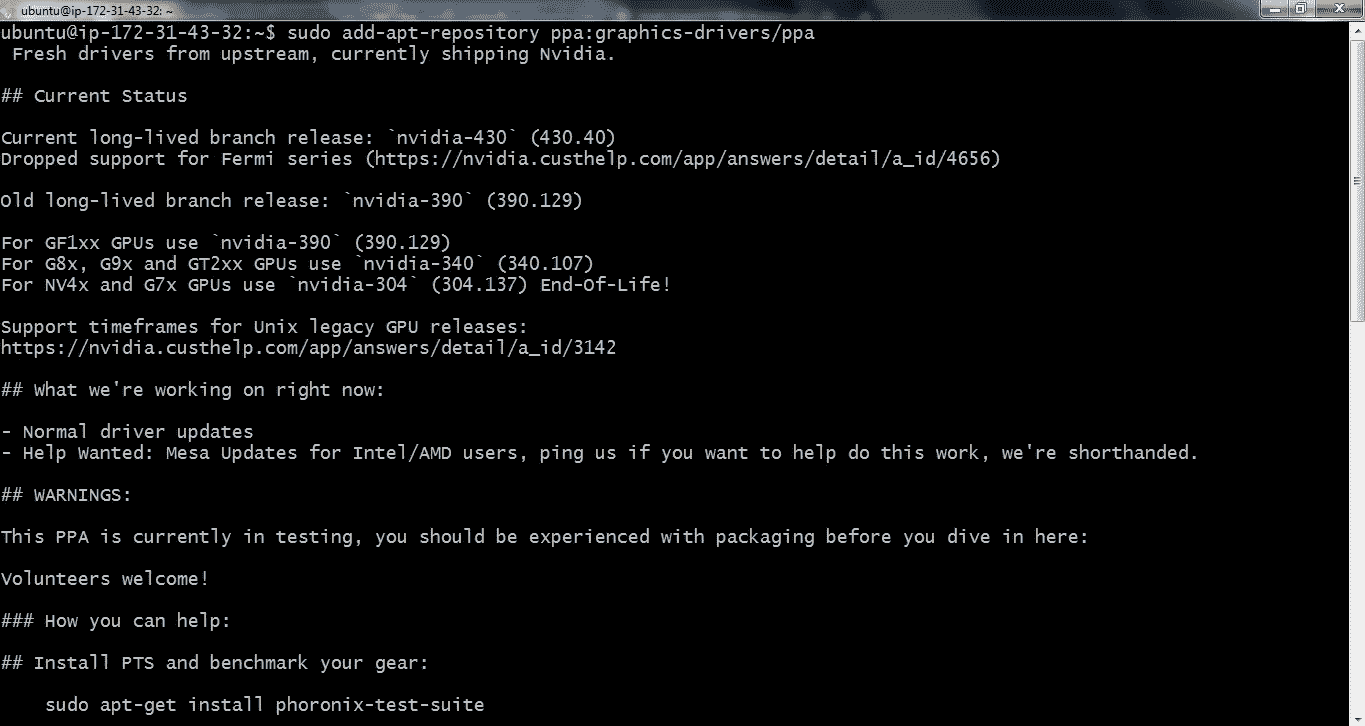 ubuntu@ip-172-31-43-32: ~
ubuntu@ip-172-31-43-32:~$ sudo add-apt-repository ppa:graphics-drivers/ppa
Fresh drivers from upstream, currently shipping Nvidia.
## Current Status
Current long-lived branch release: `nvidia-430` (430.40)
Dropped support for Fermi series (https://nvidia.custhelp.com/app/answers/detail/a_id/4656)
Old long-lived branch release: `nvidia-390` (390.129)
For GF1xx GPUs use `nvidia-390` (390.129)
For G8x, G9x and GT2xx GPUs use `nvidia-340` (340.107)
For NV4x and G7x GPUs use `nvidia-304` (304.137) End-Of-Life!
Support timeframes for Unix legacy GPU releases:
https://nvidia.custhelp.com/app/answers/detail/a_id/3142
## What we're working on right now:
- Normal driver updates
- Help Wanted: Mesa Updates for Intel/AMD users, ping us if you want to help do this work, we're shorthanded.
## WARNINGS:
This PPA is currently in testing, you should be experienced with packaging before you dive in here:
Volunteers welcome!
### How you can help:
## Install PTS and benchmark your gear:
sudo apt-get install phoronix-test-suite